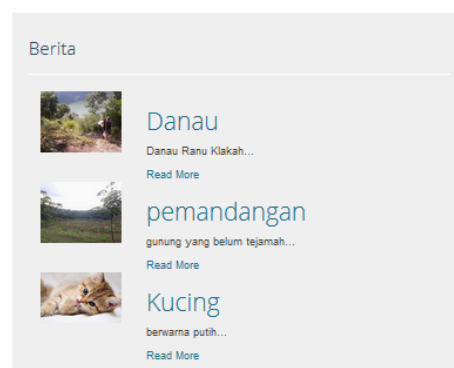 Berita
Danau
Danau Ranu Klakah...
Read More
pemandangan
gunung yang belum tejamah...
Read More
Kucing
berwarna putih...
Read More